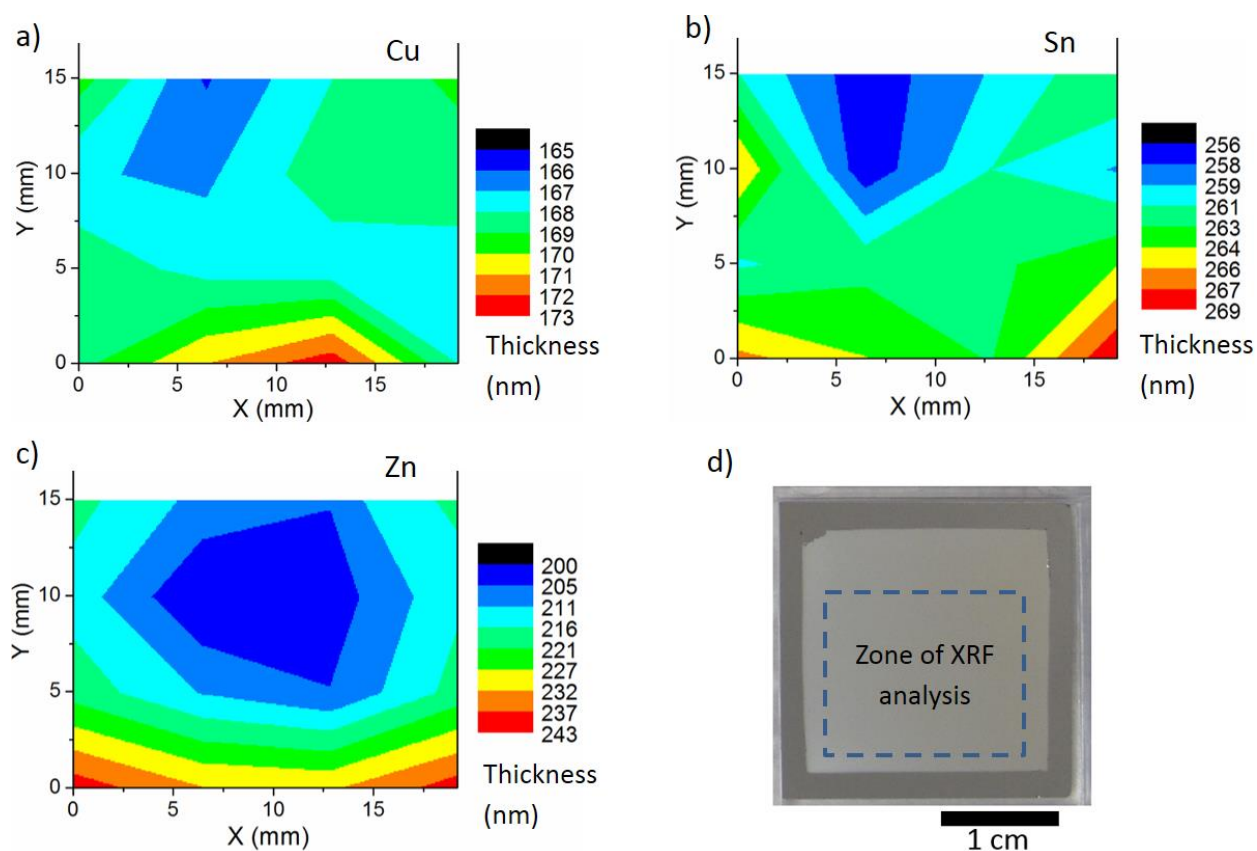 a)
Cu
15
10
5
0
Y (mm)
0
5
10
15
X (mm)
165
166
167
168
169
170
171
172
173
Thickness
(nm)
b)
Sn
15
10
5
0
Y (mm)
0
5
10
15
X (mm)
256
258
259
261
263
264
266
267
269
Thickness
(nm)
c)
Zn
15
10
5
0
Y (mm)
0
5
10
15
X (mm)
200
205
211
216
221
227
232
237
243
Thickness
(nm)
d)
Zone of XRF
analysis
1 cm